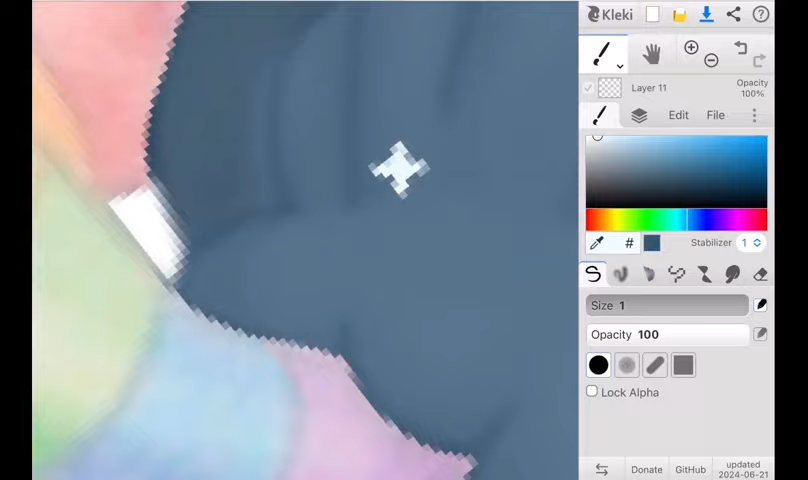 Kleki
Layer 11
Opacity
100%
Edit
File
#
Stabilizer
1
Size 1
Opacity 100
Lock Alpha
Donate
GitHub
updated
2024-06-21